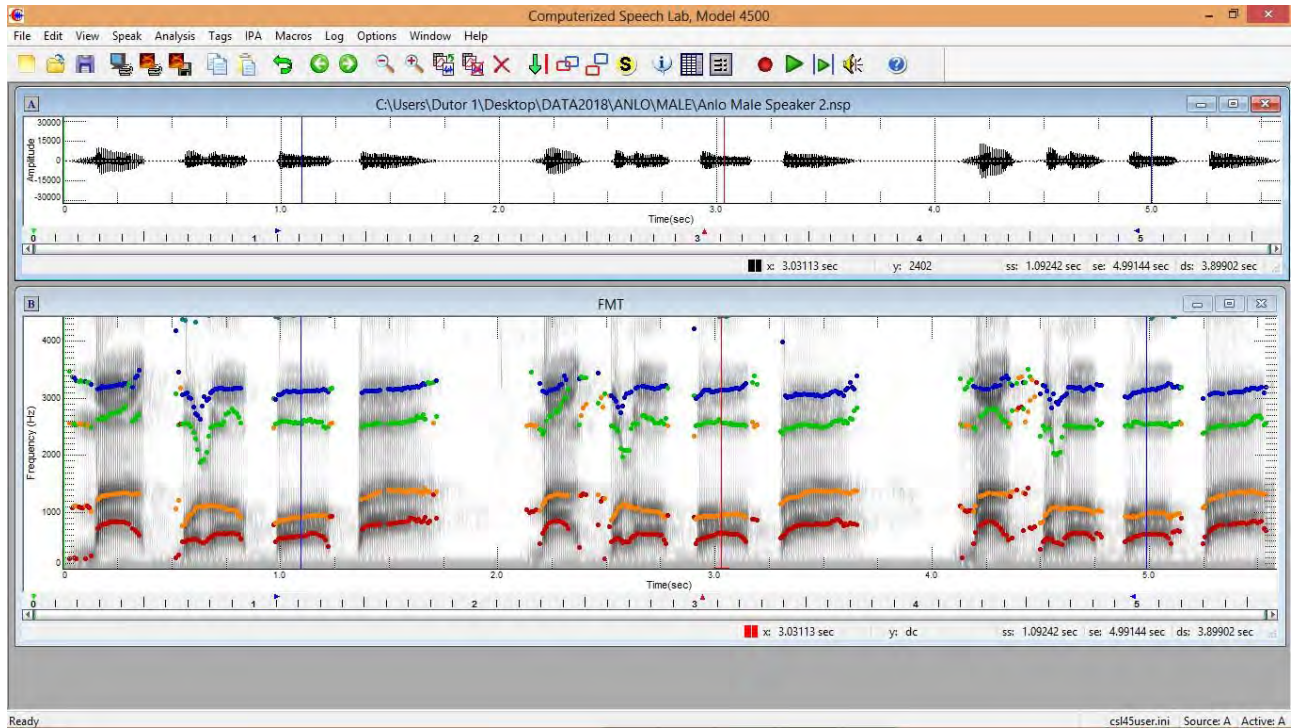 Computerized Speech Lab, Model 4500
File Edit View Speak Analysis Tags IPA Macros Log Options Window Help
A C:\Users\Dutor 1\Desktop\DATA2018\ANLO\MALE\Anlo Male Speaker 2.nsp
30000
15000
0
-15000
-30000
Amplitude
0 1.0 2.0 3.0 4.0 5.0
Time(sec)
0 1 2 3 4 5
x: 3.03113 sec y: 2402 ss: 1.09242 sec se: 4.99144 sec ds: 3.89902 sec
B FMT
4000
3000
2000
1000
0
Frequency (Hz)
0 1.0 2.0 3.0 4.0 5.0
Time(sec)
0 1 2 3 4 5
x: 3.03113 sec y: dc ss: 1.09242 sec se: 4.99144 sec ds: 3.89902 sec
Ready csl45user.ini Source: A Active: A